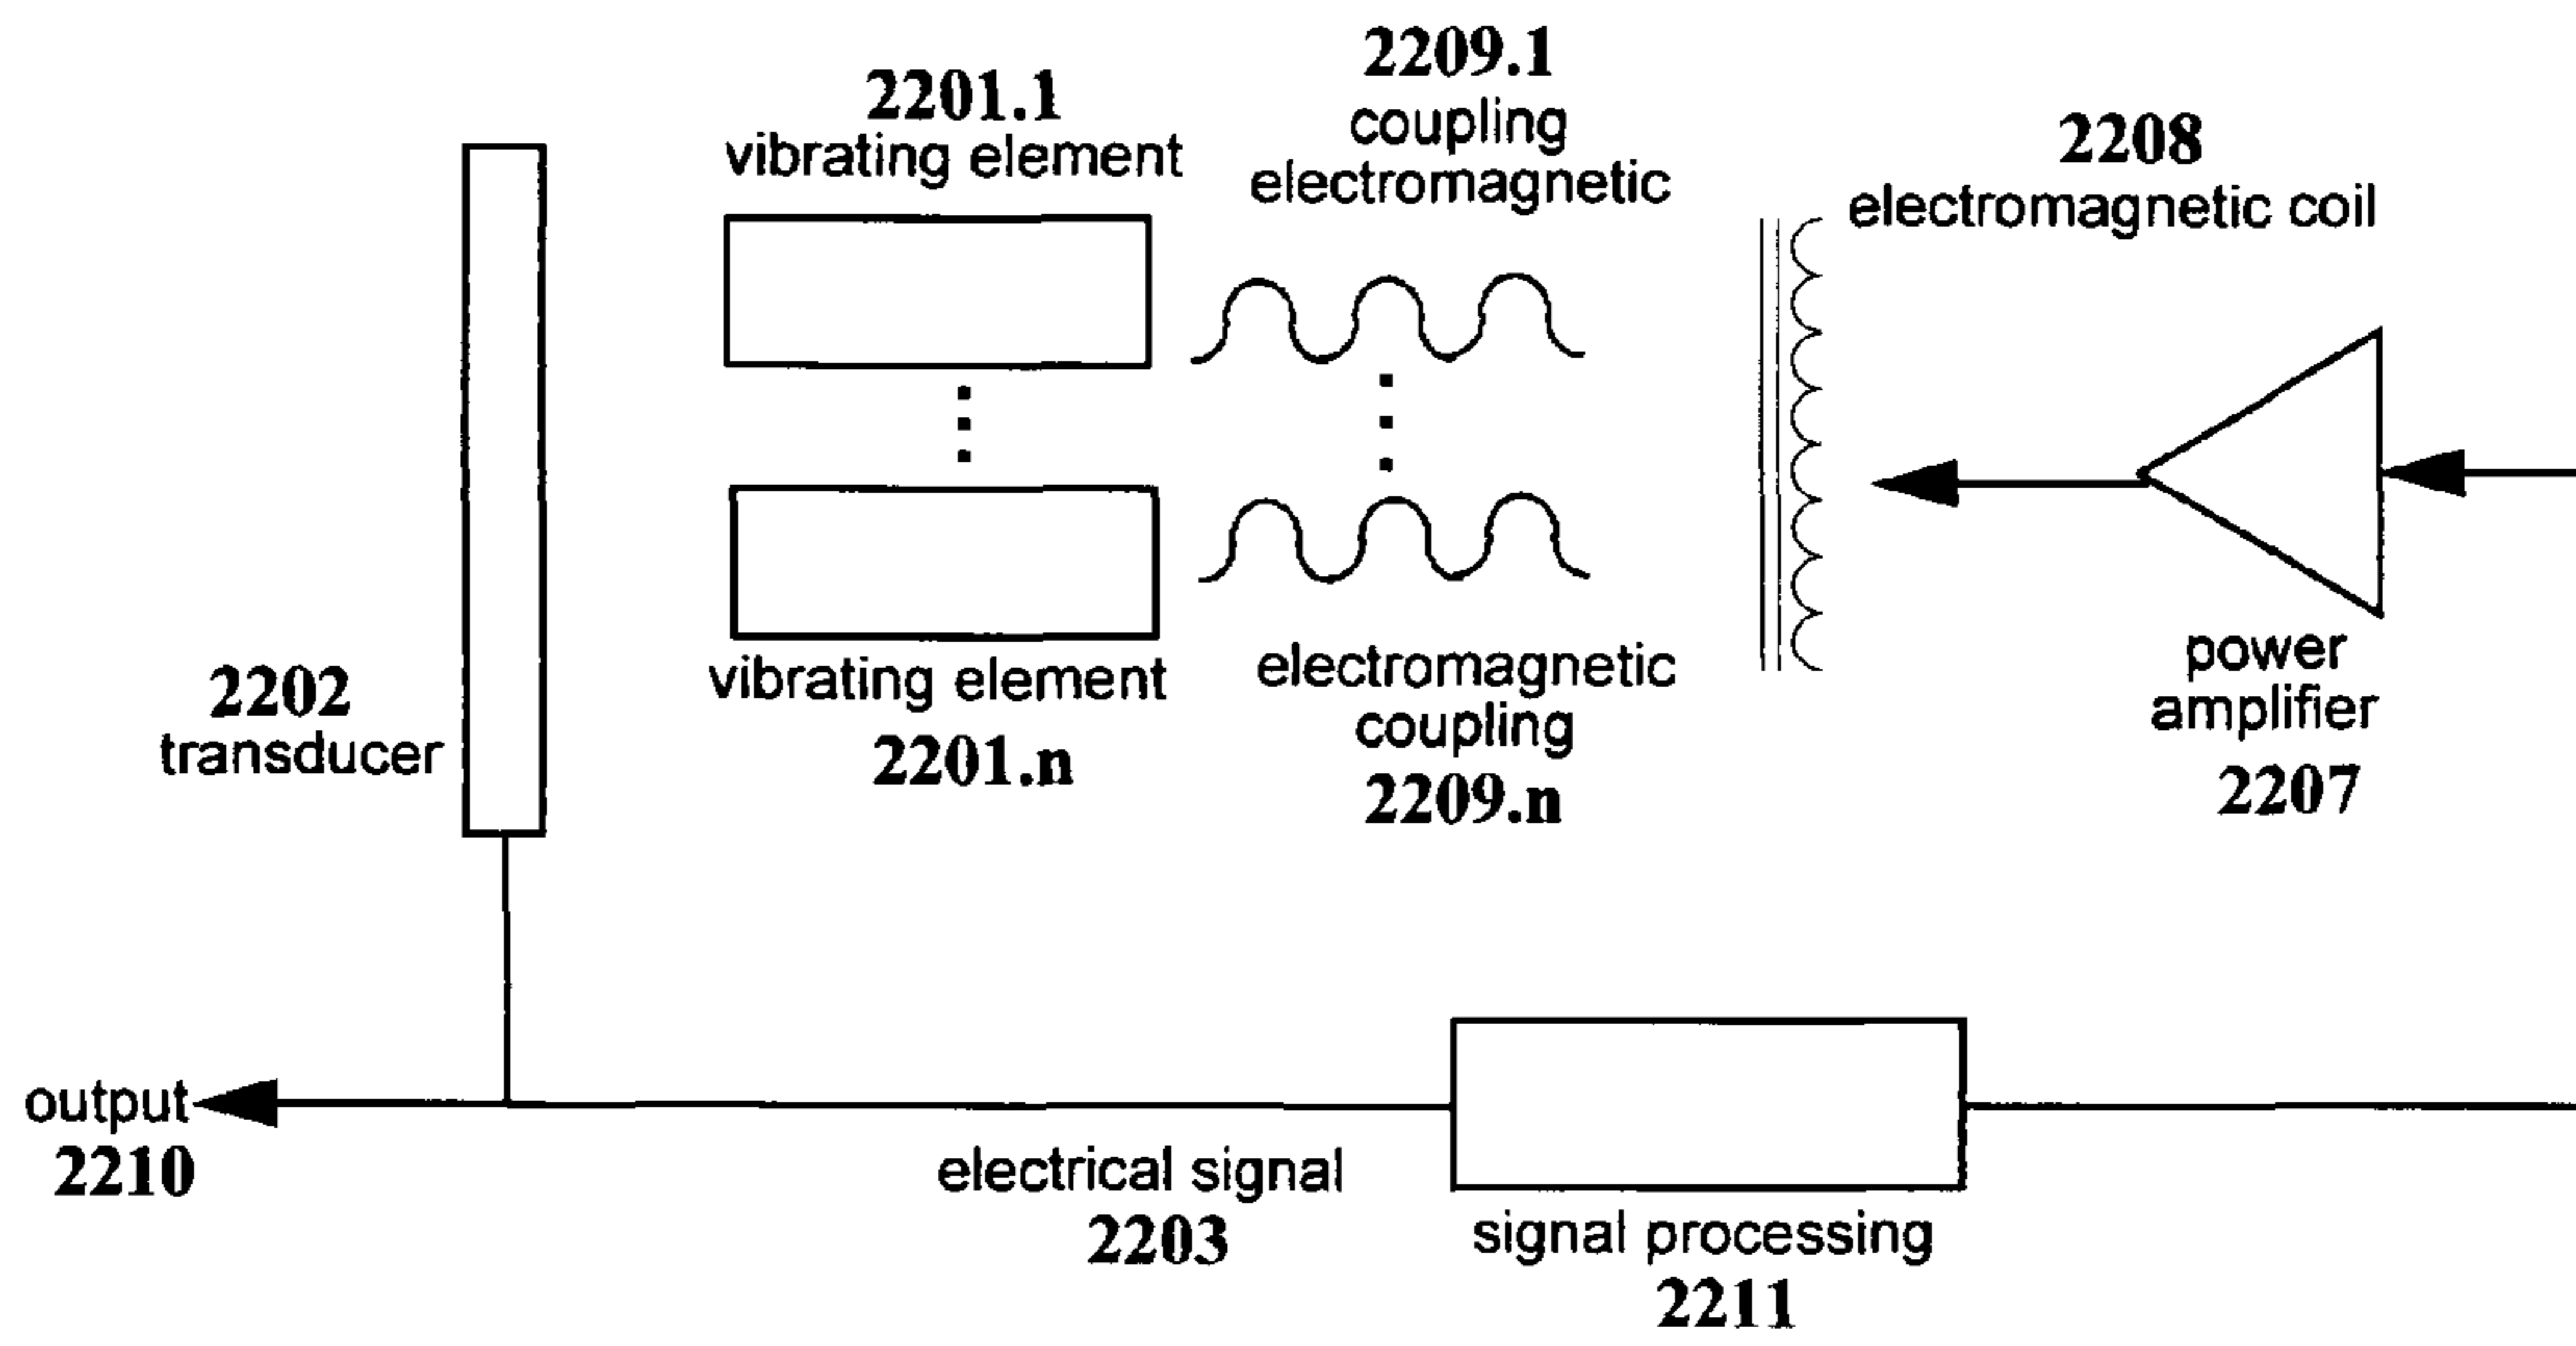 2201.1
vibrating element
2209.1
coupling
electromagnetic
2208
electromagnetic coil
2202
transducer
vibrating element
2201.n
electromagnetic
coupling
2209.n
power
amplifier
2207
output
2210
electrical signal
2203
signal processing
2211